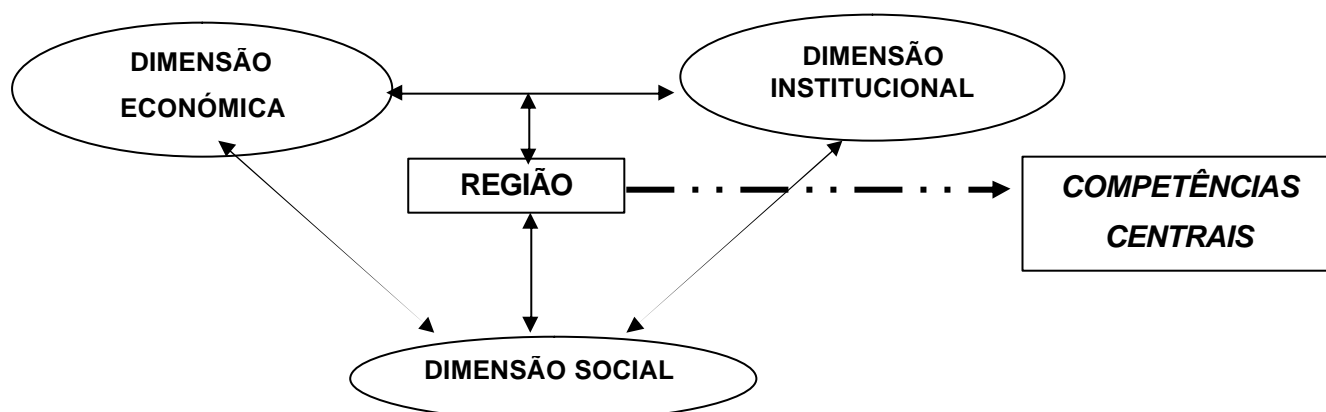 DIMENSÃO
ECONÓMICA
DIMENSÃO
INSTITUCIONAL
REGIÃO
COMPETÊNCIAS
CENTRAIS
DIMENSÃO SOCIAL